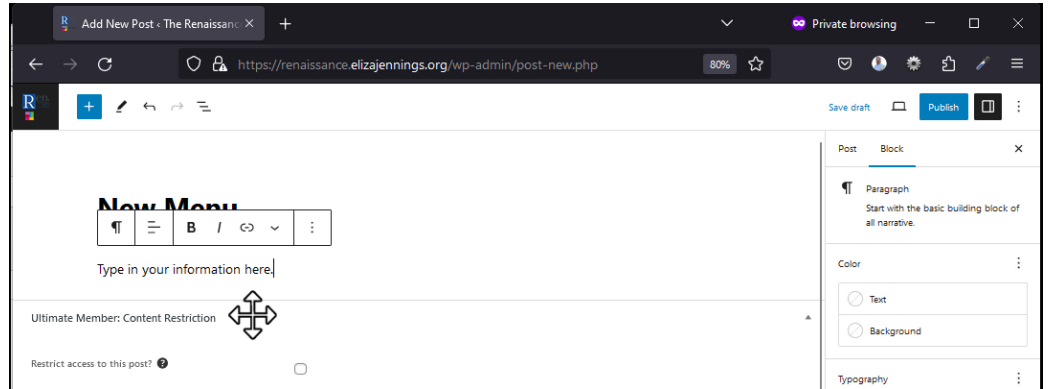 Add New Post ‹ The Renaissanc
Private browsing
https://renaissance.elizajennings.org/wp-admin/post-new.php
80%
R
Save draft
Publish
Post
Block
Paragraph
Start with the basic building block of
all narrative.
New Menu
B I
Type in your information here.
Color
Text
Background
Ultimate Member: Content Restriction
Restrict access to this post?
Typography